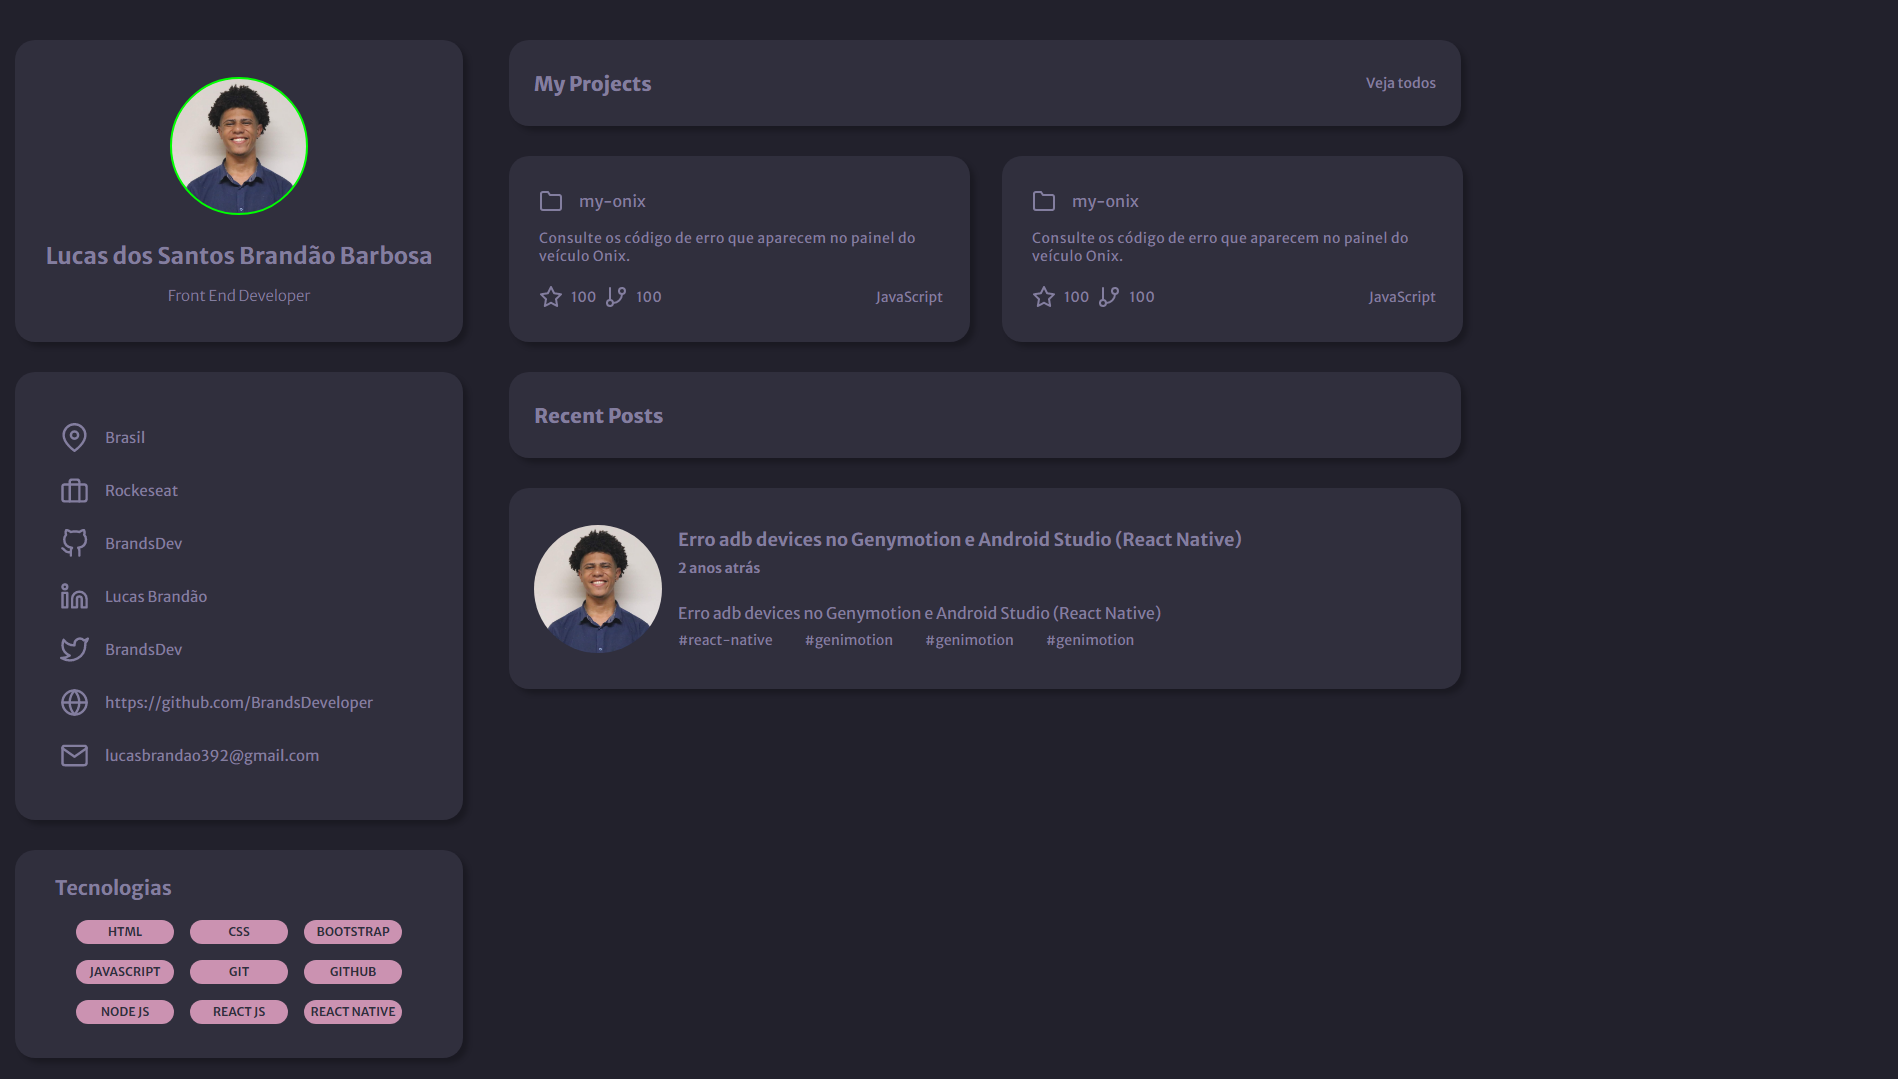 Lucas dos Santos Brandão Barbosa
Front End Developer
Brasil
Rockeseat
BrandsDev
Lucas Brandão
BrandsDev
https://github.com/BrandsDeveloper
lucasbrandao392@gmail.com
Tecnologias
HTML CSS BOOTSTRAP
JAVASCRIPT GIT GITHUB
NODE JS REACT JS REACT NATIVE
My Projects Veja todos
my-onix
Consulte os código de erro que aparecem no painel do
veículo Onix.
100 100 JavaScript
my-onix
Consulte os código de erro que aparecem no painel do
veículo Onix.
100 100 JavaScript
Recent Posts
Erro adb devices no Genymotion e Android Studio (React Native)
2 anos atrás
Erro adb devices no Genymotion e Android Studio (React Native)
#react-native #genimotion #genimotion #genimotion